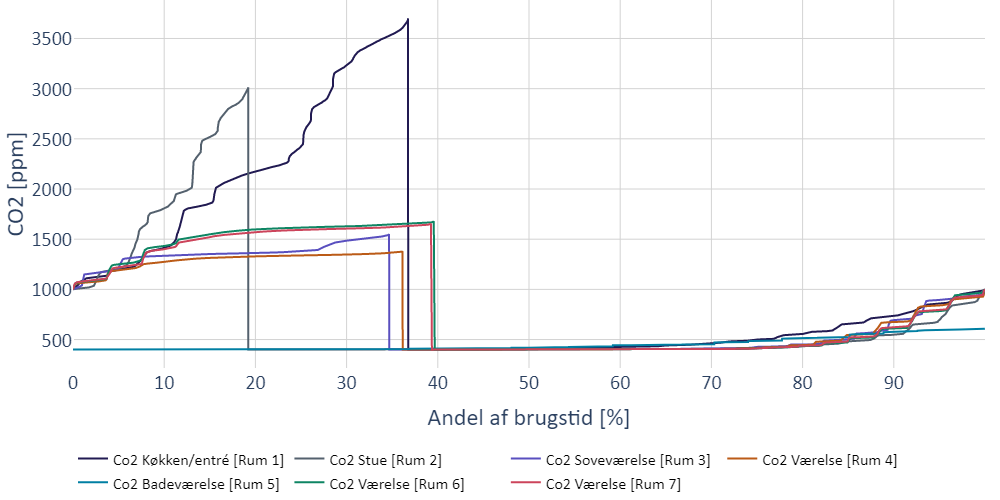 3500
3000
2500
2000
1500
1000
500
CO2 [ppm]
0 10 20 30 40 50 60 70 80 90
Andel af brugstid [%]
Co2 Køkken/entré [Rum 1] Co2 Stue [Rum 2] Co2 Soveværelse [Rum 3] Co2 Værelse [Rum 4]
Co2 Badeværelse [Rum 5] Co2 Værelse [Rum 6] Co2 Værelse [Rum 7]